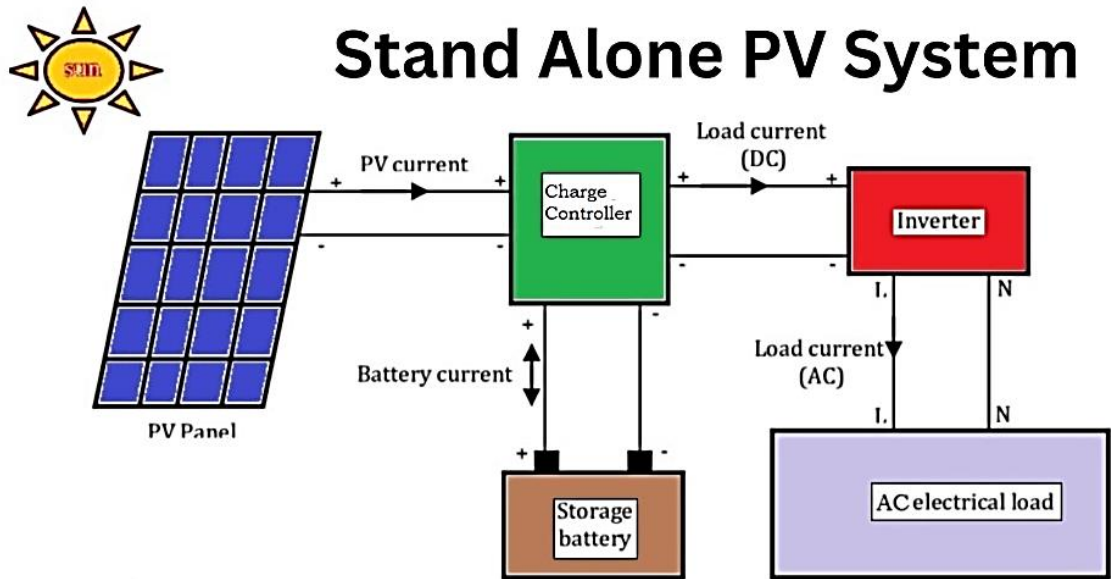 sun
Stand Alone PV System
PV current
+
+
-
-
Charge
Controller
Load current
(DC)
+
+
-
-
Inverter
L
N
Load current
(AC)
L
N
+
-
Battery current
+
-
PV Panel
Storage
battery
AC electrical load